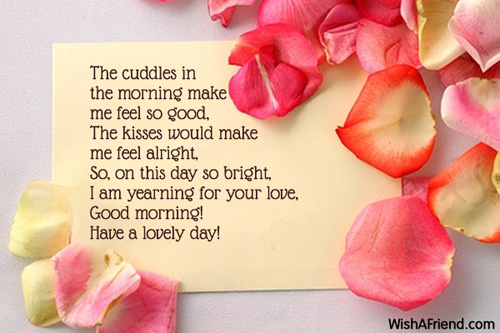 The cuddles in
the morning make
me feel so good,
The kisses would make
me feel alright,
So, on this day so bright,
I am yearning for your love,
Good morning!
Have a lovely day!
WishAFriend.com